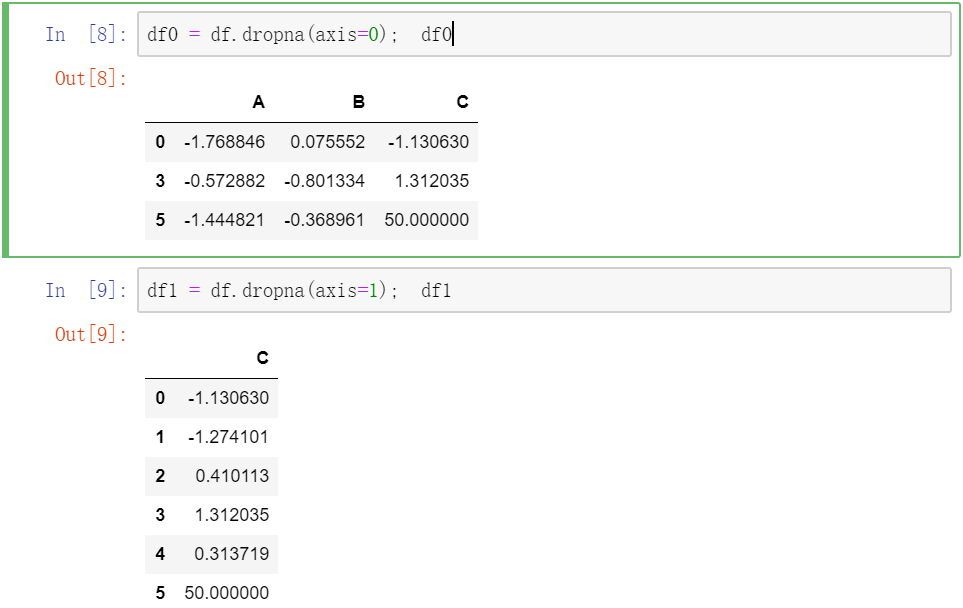 In [8]: df0 = df.dropna(axis=0);  df0
Out[8]:
A B C
0 -1.768846 0.075552 -1.130630
3 -0.572882 -0.801334 1.312035
5 -1.444821 -0.368961 50.000000
In [9]: df1 = df.dropna(axis=1);  df1
Out[9]:
C
0 -1.130630
1 -1.274101
2 0.410113
3 1.312035
4 0.313719
5 50.000000